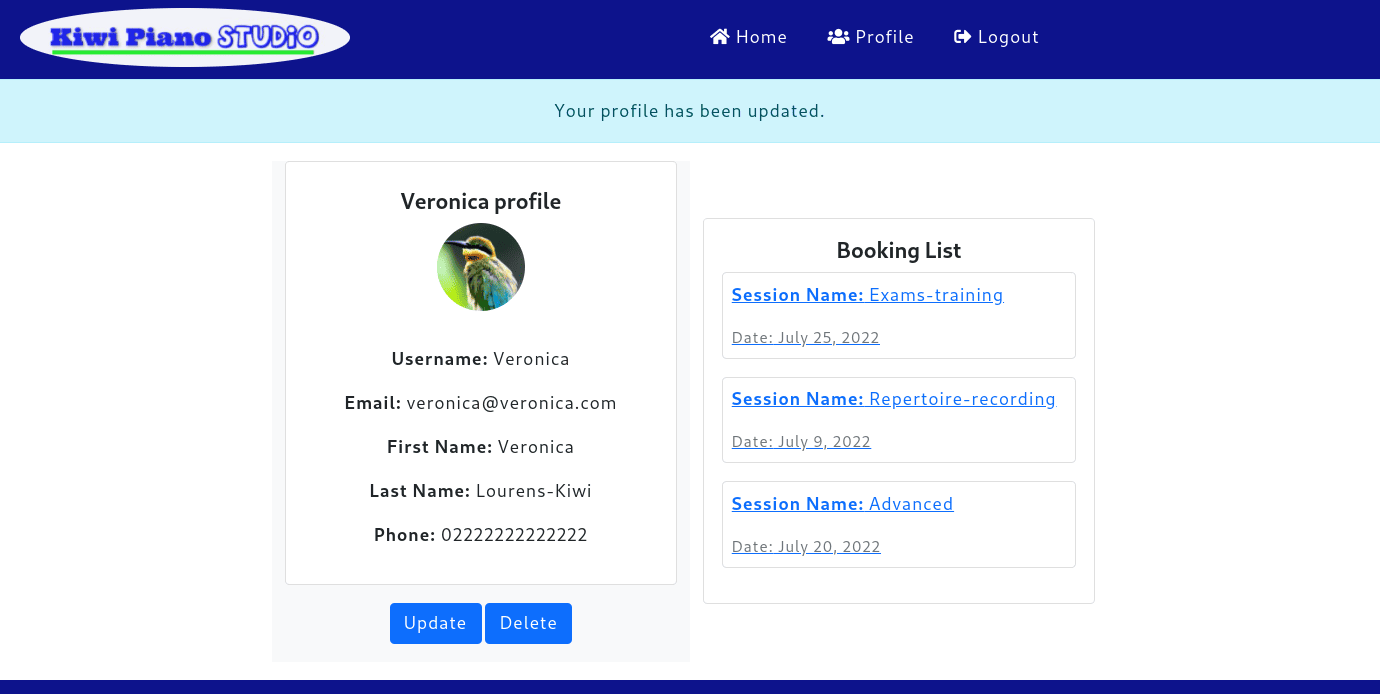 Kiwi Piano STUDiO
Home Profile Logout
Your profile has been updated.
Veronica profile
Username: Veronica
Email: veronica@veronica.com
First Name: Veronica
Last Name: Lourens-Kiwi
Phone: 02222222222222
Update Delete
Booking List
Session Name: Exams-training
Date: July 25, 2022
Session Name: Repertoire-recording
Date: July 9, 2022
Session Name: Advanced
Date: July 20, 2022